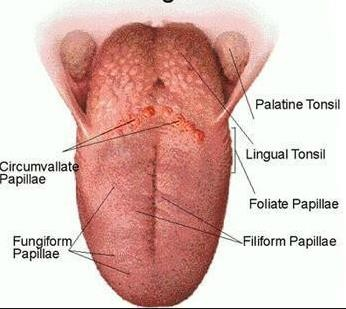 Palatine Tonsil
Lingual Tonsil
Circumvallate
Papillae
Foliate Papillae
Fungiform
Papillae
Filiform Papillae